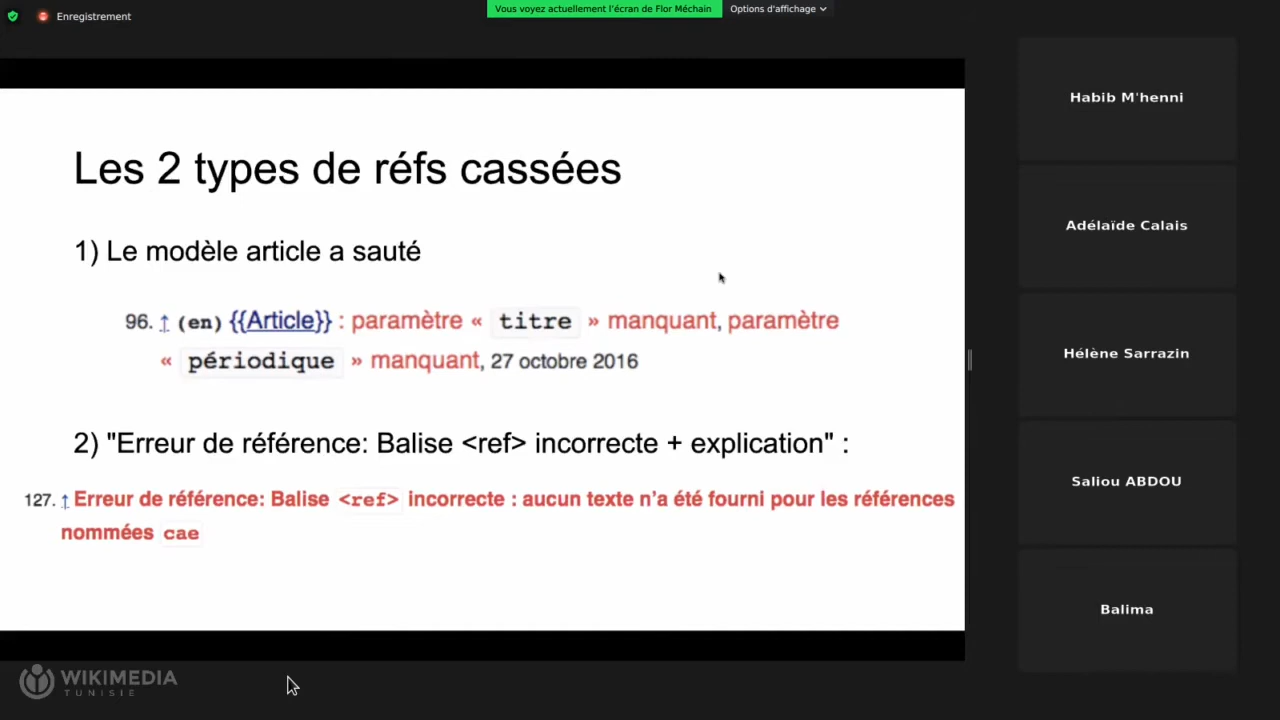 Enregistrement
Vous voyez actuellement l'écran de Flor Méchain
Options d'affichage
Les 2 types de réfs cassées
1) Le modèle article a sauté
96. ↑ (en) {{Article}} : paramètre « titre » manquant, paramètre
« périodique » manquant, 27 octobre 2016
2) "Erreur de référence: Balise <ref> incorrecte + explication" :
127. ↑ Erreur de référence: Balise <ref> incorrecte : aucun texte n'a été fourni pour les références
nommées cae
Habib M'henni
Adélaïde Calais
Hélène Sarrazin
Saliou ABDOU
Balima
WIKIMEDIA
TUNISIE